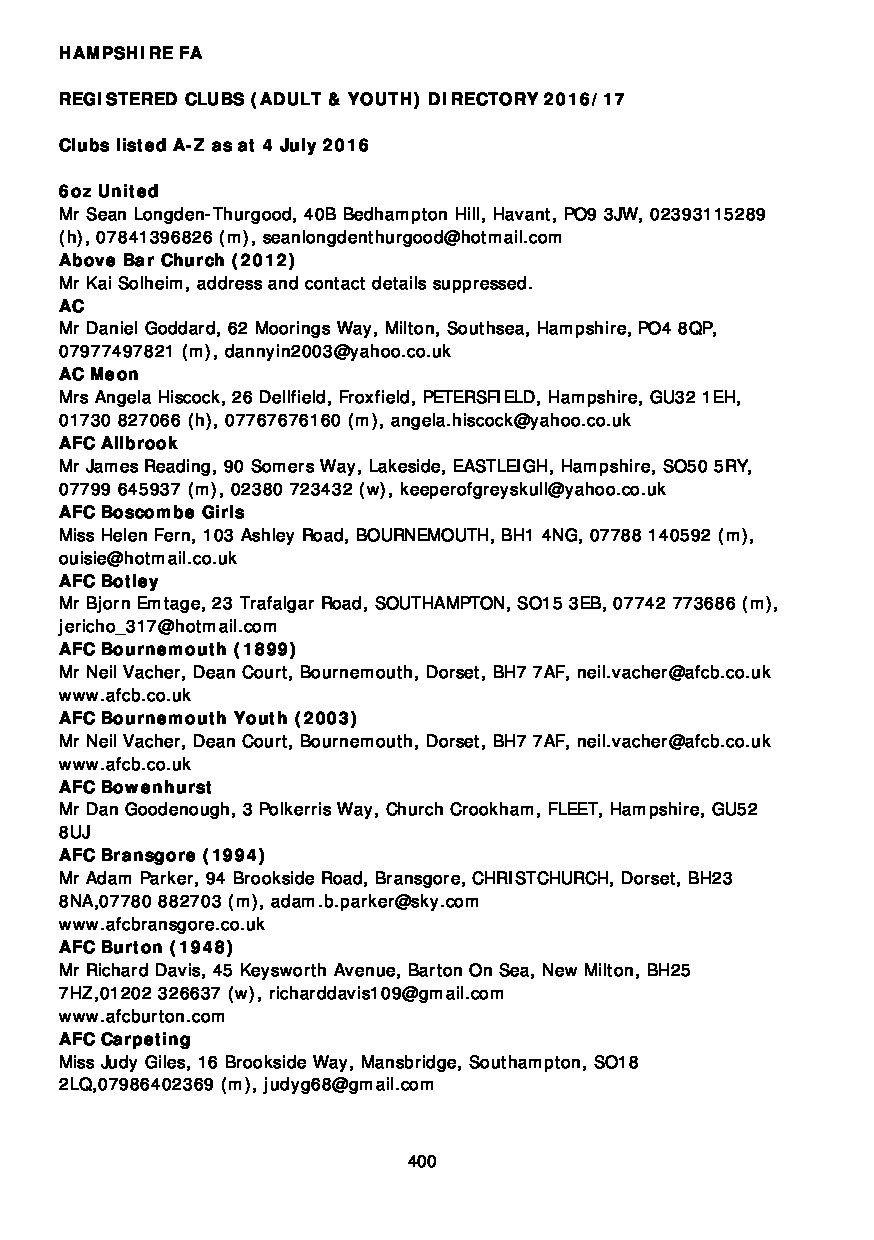 HAMPSHIRE FA
REGISTERED CLUBS (ADULT & YOUTH) DIRECTORY 2016/17
Clubs listed A-Z as at 4 July 2016
6oz United
Mr Sean Longden-Thurgood, 40B Bedhampton Hill, Havant, PO9 3JW, 02393115289
(h), 07841396826 (m), seanlongdenthurgood@hotmail.com
Above Bar Church (2012)
Mr Kai Solheim, address and contact details suppressed.
AC
Mr Daniel Goddard, 62 Moorings Way, Milton, Southsea, Hampshire, PO4 8QP,
07977497821 (m), dannyin2003@yahoo.co.uk
AC Meon
Mrs Angela Hiscock, 26 Dellfield, Froxfield, PETERSFIELD, Hampshire, GU32 1EH,
01730 827066 (h), 07767676160 (m), angela.hiscock@yahoo.co.uk
AFC Allbrook
Mr James Reading, 90 Somers Way, Lakeside, EASTLEIGH, Hampshire, SO50 5RY,
07799 645937 (m), 02380 723432 (w), keeperofgreyskull@yahoo.co.uk
AFC Boscombe Girls
Miss Helen Fern, 103 Ashley Road, BOURNEMOUTH, BH1 4NG, 07788 140592 (m),
ouisie@hotmail.co.uk
AFC Botley
Mr Bjorn Emtage, 23 Trafalgar Road, SOUTHAMPTON, SO15 3EB, 07742 773686 (m),
jericho_317@hotmail.com
AFC Bournemouth (1899)
Mr Neil Vacher, Dean Court, Bournemouth, Dorset, BH7 7AF, neil.vacher@afcb.co.uk
www.afcb.co.uk
AFC Bournemouth Youth (2003)
Mr Neil Vacher, Dean Court, Bournemouth, Dorset, BH7 7AF, neil.vacher@afcb.co.uk
www.afcb.co.uk
AFC Bowenhurst
Mr Dan Goodenough, 3 Polkerris Way, Church Crookham, FLEET, Hampshire, GU52
8UJ
AFC Bransgore (1994)
Mr Adam Parker, 94 Brookside Road, Bransgore, CHRISTCHURCH, Dorset, BH23
8NA,07780 882703 (m), adam.b.parker@sky.com
www.afcbransgore.co.uk
AFC Burton (1948)
Mr Richard Davis, 45 Keysworth Avenue, Barton On Sea, New Milton, BH25
7HZ,01202 326637 (w), richarddavis109@gmail.com
www.afcburton.com
AFC Carpeting
Miss Judy Giles, 16 Brookside Way, Mansbridge, Southampton, SO18
2LQ,07986402369 (m), judyg68@gmail.com
400